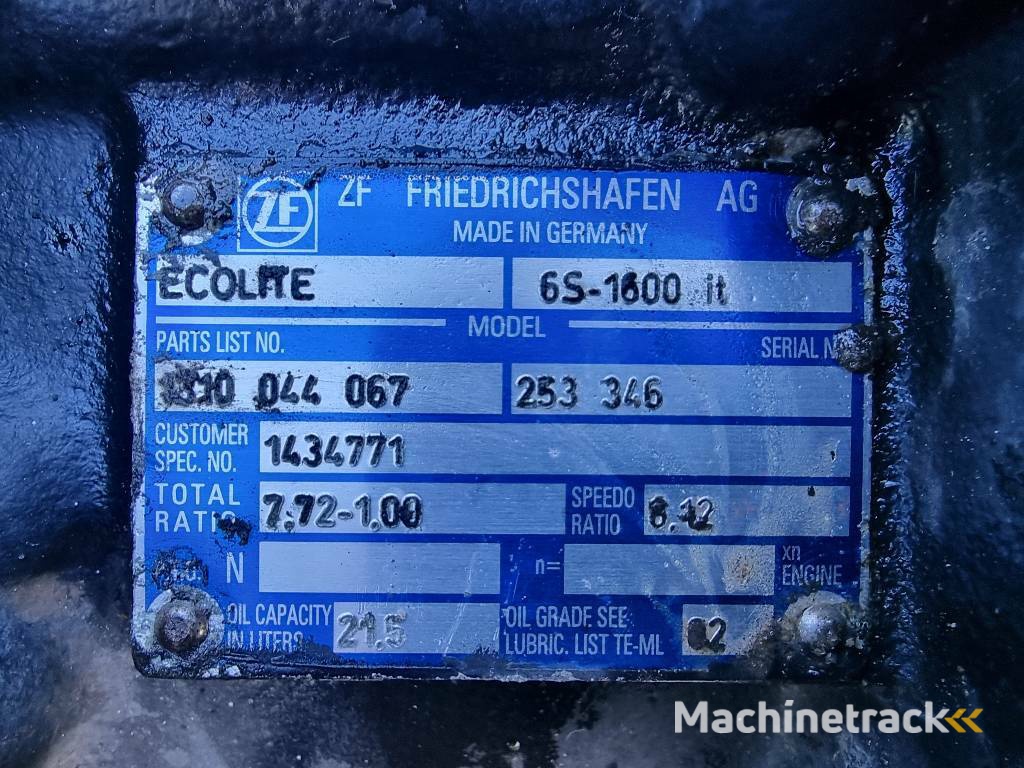 ZF ZF FRIEDRICHSHAFEN AG
MADE IN GERMANY
ECOLITE 6S-1600 it
MODEL
PARTS LIST NO. SERIAL N
044 067 253 346
CUSTOMER
SPEC. NO. 1434771
TOTAL
RATIO 7,72-1,00
SPEEDO
RATIO
N n= xn
ENGINE
OIL CAPACITY
IN LITERS 21.5
OIL GRADE SEE
LUBRIC. LIST TE-ML 02
Machinetrack